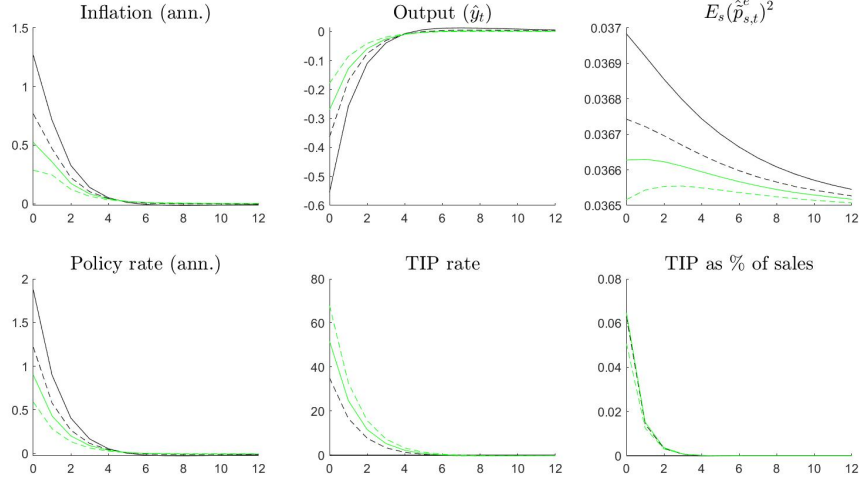 Inflation (ann.)
1.5
1
0.5
0
0 2 4 6 8 10 12
Output (ŷ_t)
0
-0.1
-0.2
-0.3
-0.4
-0.5
-0.6
0 2 4 6 8 10 12
E_s(p̃̂^e_{s,t})^2
0.037
0.0369
0.0368
0.0367
0.0366
0.0365
0 2 4 6 8 10 12
Policy rate (ann.)
2
1.5
1
0.5
0
0 2 4 6 8 10 12
TIP rate
80
60
40
20
0
0 2 4 6 8 10 12
TIP as % of sales
0.08
0.06
0.04
0.02
0
0 2 4 6 8 10 12